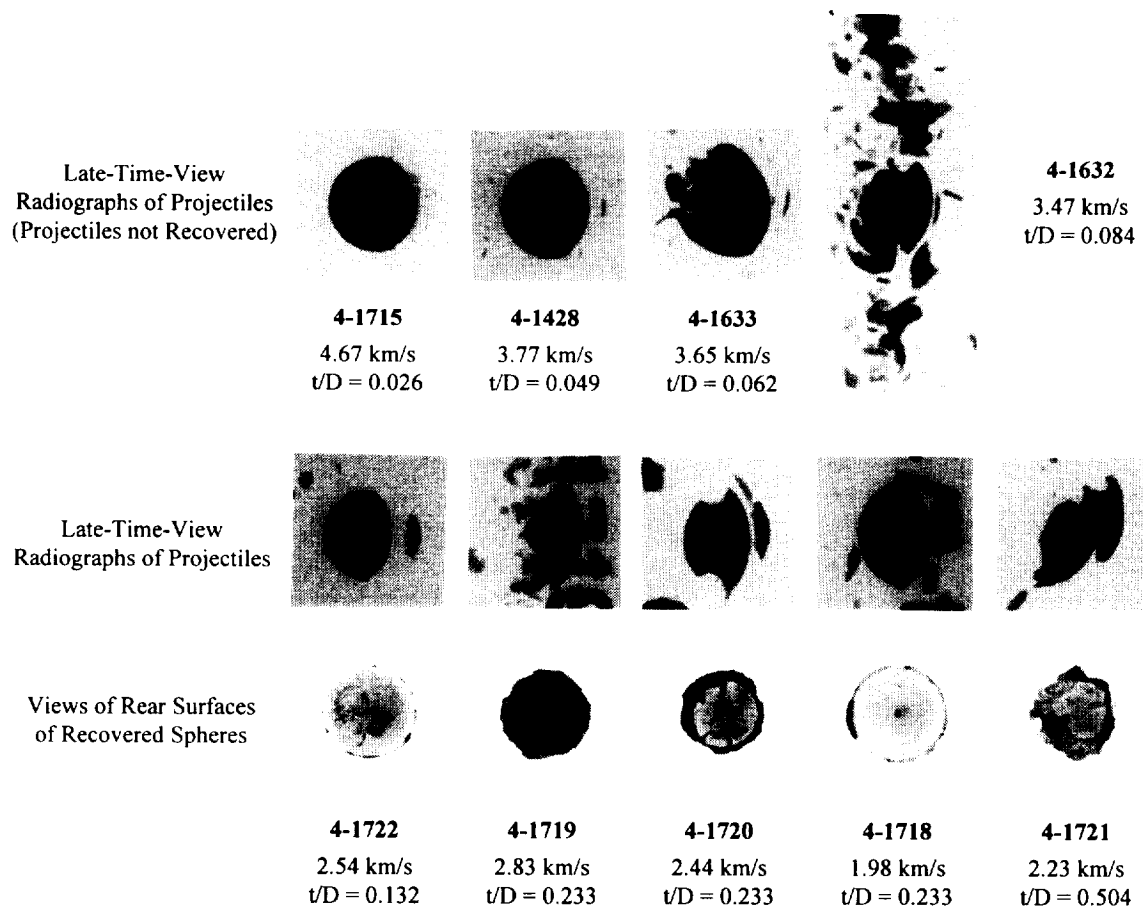 Late-Time-View
Radiographs of Projectiles
(Projectiles not Recovered)
4-1632
3.47 km/s
t/D = 0.084
4-1715
4.67 km/s
t/D = 0.026
4-1428
3.77 km/s
t/D = 0.049
4-1633
3.65 km/s
t/D = 0.062
Late-Time-View
Radiographs of Projectiles
Views of Rear Surfaces
of Recovered Spheres
4-1722
2.54 km/s
t/D = 0.132
4-1719
2.83 km/s
t/D = 0.233
4-1720
2.44 km/s
t/D = 0.233
4-1718
1.98 km/s
t/D = 0.233
4-1721
2.23 km/s
t/D = 0.504